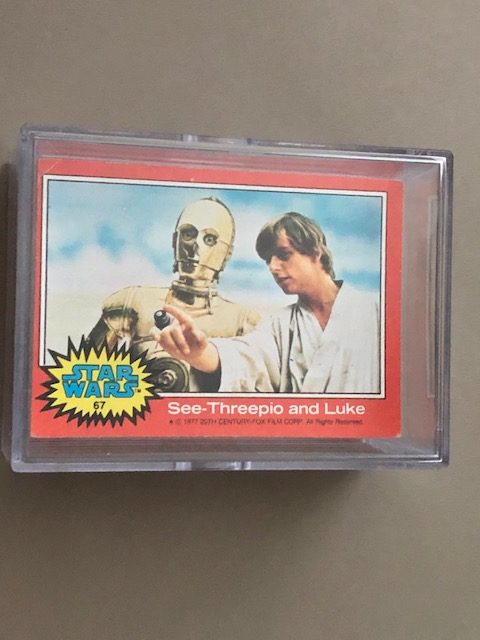 STAR
WARS
67
See-Threepio and Luke
★ © 1977 20TH CENTURY-FOX FILM CORP. All Rights Reserved.